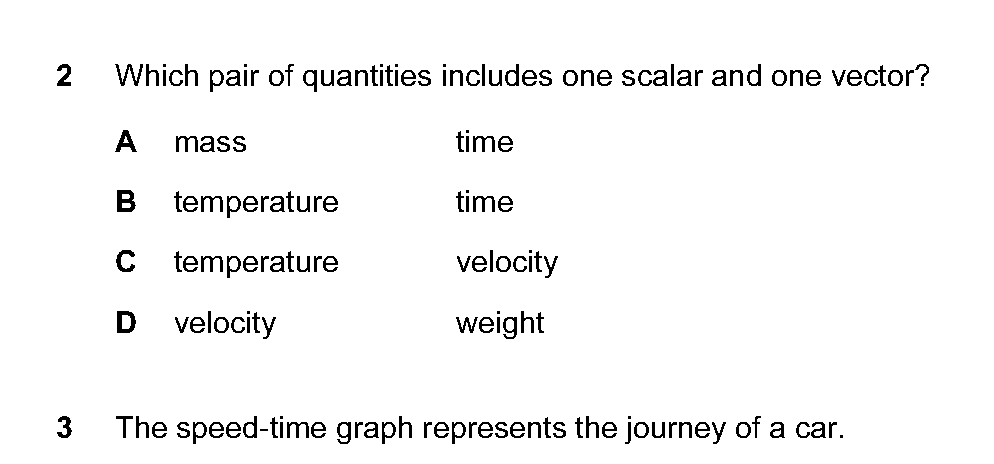 2 Which pair of quantities includes one scalar and one vector?
A mass time
B temperature time
C temperature velocity
D velocity weight
3 The speed-time graph represents the journey of a car.